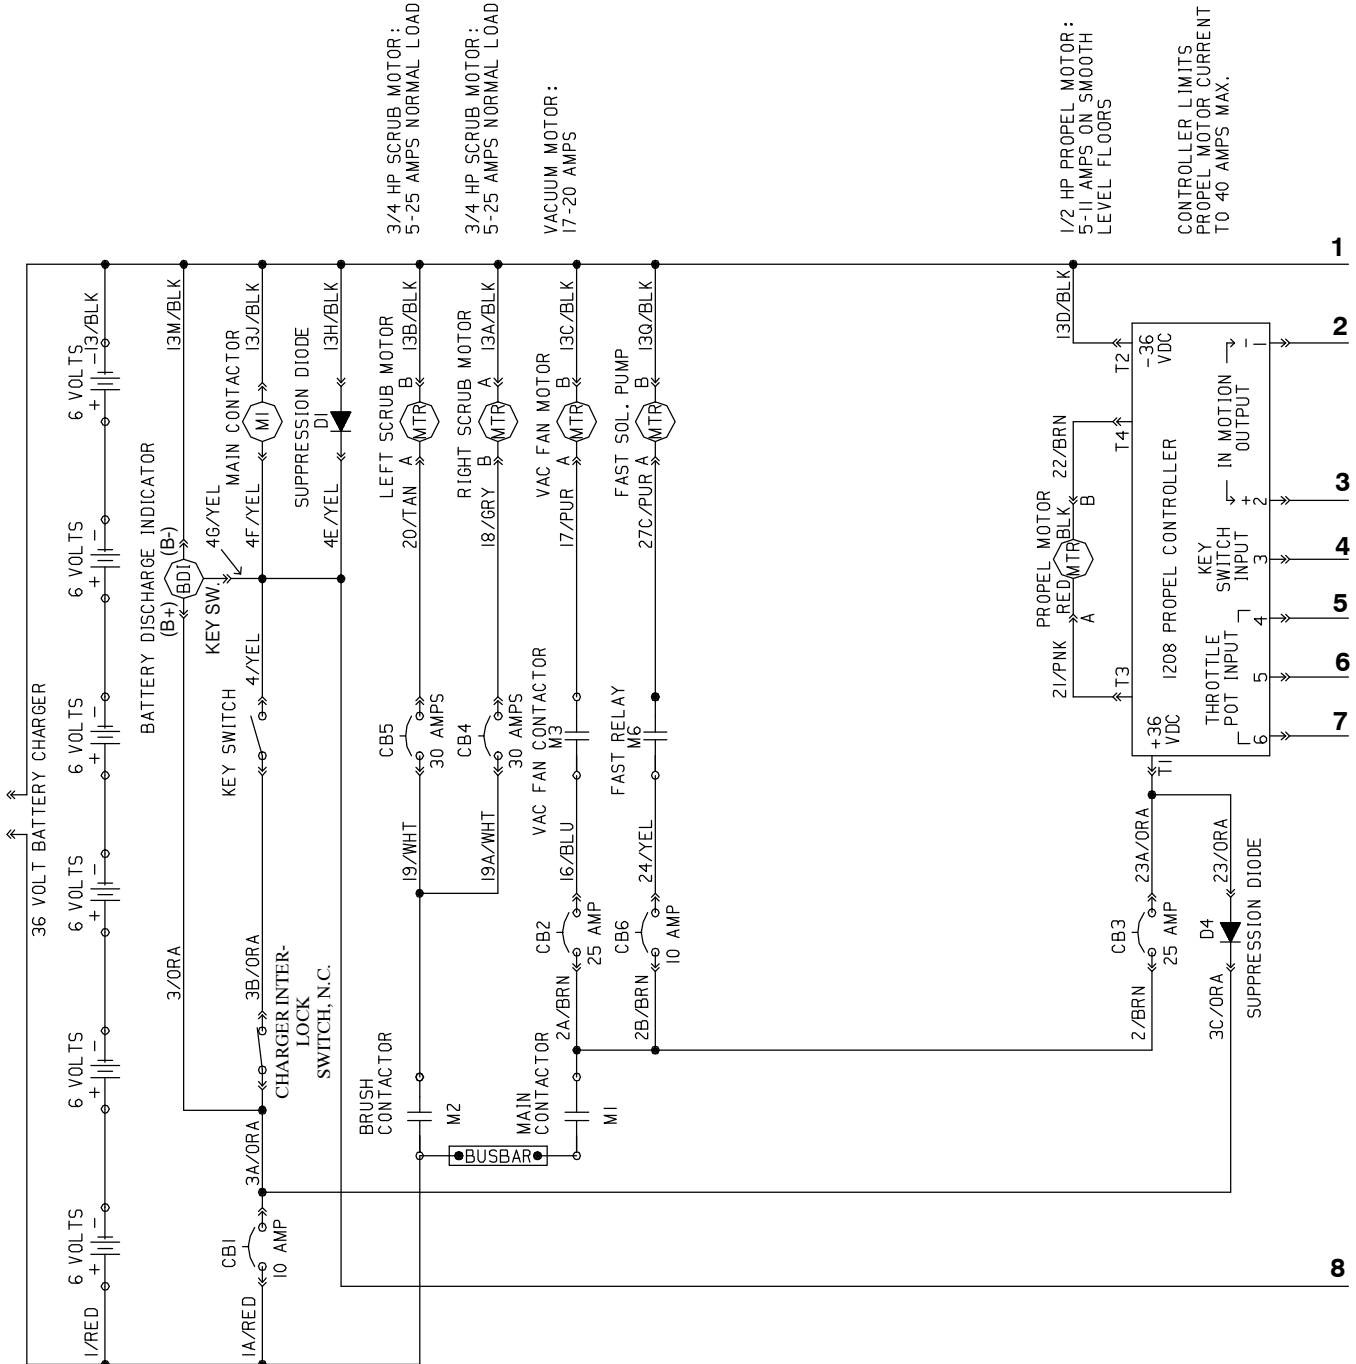 3/4 HP SCRUB MOTOR:
5-25 AMPS NORMAL LOAD
3/4 HP SCRUB MOTOR:
5-25 AMPS NORMAL LOAD
VACUUM MOTOR:
17-20 AMPS
1/2 HP PROPEL MOTOR:
5-11 AMPS ON SMOOTH
LEVEL FLOORS
CONTROLLER LIMITS
PROPEL MOTOR CURRENT
TO 40 AMPS MAX.
1
2
3
4
5
6
7
8
36 VOLT BATTERY CHARGER
1/RED
6 VOLTS
+ -
6 VOLTS
+ -
6 VOLTS
+ -
6 VOLTS
+ -
6 VOLTS
+ -
6 VOLTS
+ -
13/BLK
BATTERY DISCHARGE INDICATOR
3/ORA
(B+)
BDI
(B-)
13M/BLK
KEY SW.
4G/YEL
1A/RED
CB1
10 AMP
3A/ORA
CHARGER INTER-
LOCK
SWITCH, N.C.
3B/ORA
KEY SWITCH
4/YEL
4F/YEL
MAIN CONTACTOR
M1
13J/BLK
4E/YEL
SUPPRESSION DIODE
D1
13H/BLK
BRUSH
CONTACTOR
M2
19/WHT
CB5
30 AMPS
20/TAN
LEFT SCRUB MOTOR
A
MTR
B
13B/BLK
19A/WHT
CB4
30 AMPS
18/GRY
RIGHT SCRUB MOTOR
B
MTR
A
13A/BLK
BUSBAR
MAIN
CONTACTOR
M1
2A/BRN
CB2
25 AMP
16/BLU
VAC FAN CONTACTOR
M3
17/PUR
VAC FAN MOTOR
A
MTR
B
13C/BLK
2B/BRN
CB6
10 AMP
24/YEL
FAST RELAY
M6
27C/PUR
FAST SOL. PUMP
A
MTR
B
13Q/BLK
21/PNK
PROPEL MOTOR
A
RED
MTR
BLK
B
22/BRN
13D/BLK
2/BRN
CB3
25 AMP
23A/ORA
T1
T3
T4
T2
+36
VDC
-36
VDC
1208 PROPEL CONTROLLER
THROTTLE
POT INPUT
KEY
SWITCH
INPUT
IN MOTION
OUTPUT
+
-
6
5
4
3
2
1
3C/ORA
D4
23/ORA
SUPPRESSION DIODE